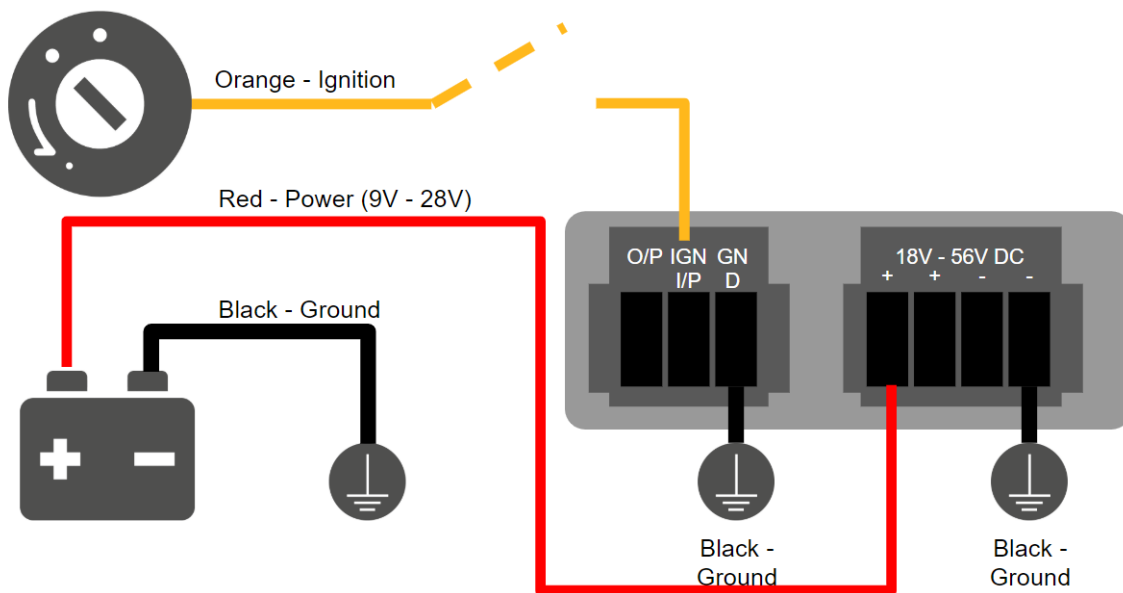 Orange - Ignition
Red - Power (9V - 28V)
O/P IGN GN
I/P D
18V - 56V DC
+ + - -
Black - Ground
+ -
Black -
Ground
Black -
Ground